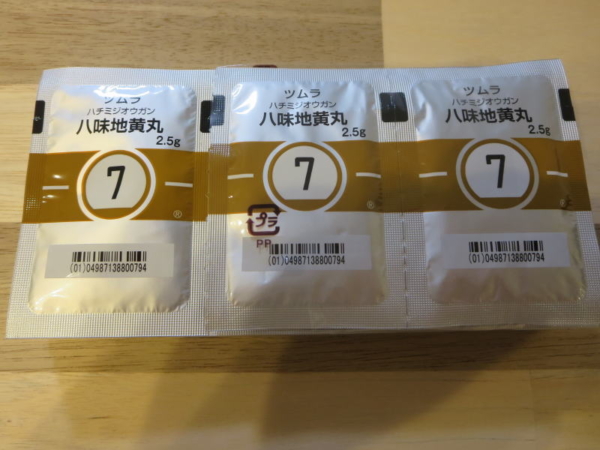 ツムラ
ハチミジオウガン
八味地黄丸
2.5g
7
®
(01)04987138800794
ツムラ
ハチミジオウガン
八味地黄丸
2.5g
7
®
プラ
PP
(01)04987138800794
ツムラ
ハチミジオウガン
八味地黄丸
2.5g
7
®
(01)04987138800794